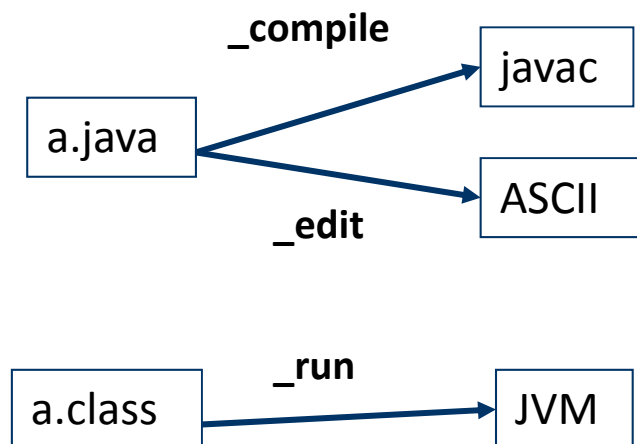 _compile
javac
a.java
ASCII
_edit
_run
a.class
JVM